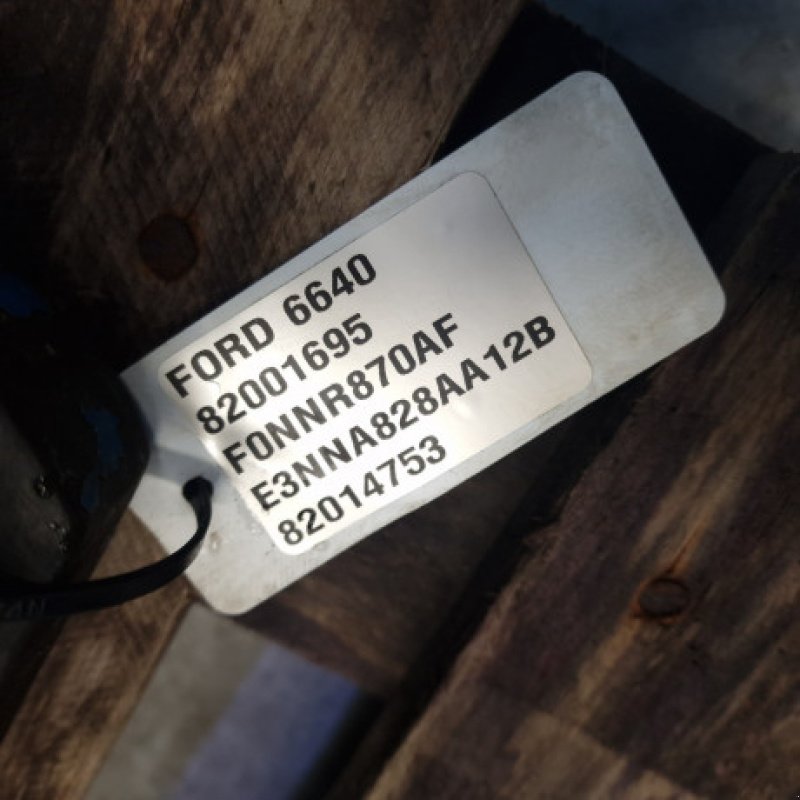 FORD 6640
82001695
F0NNR870AF
E3NNA828AA12B
82014753